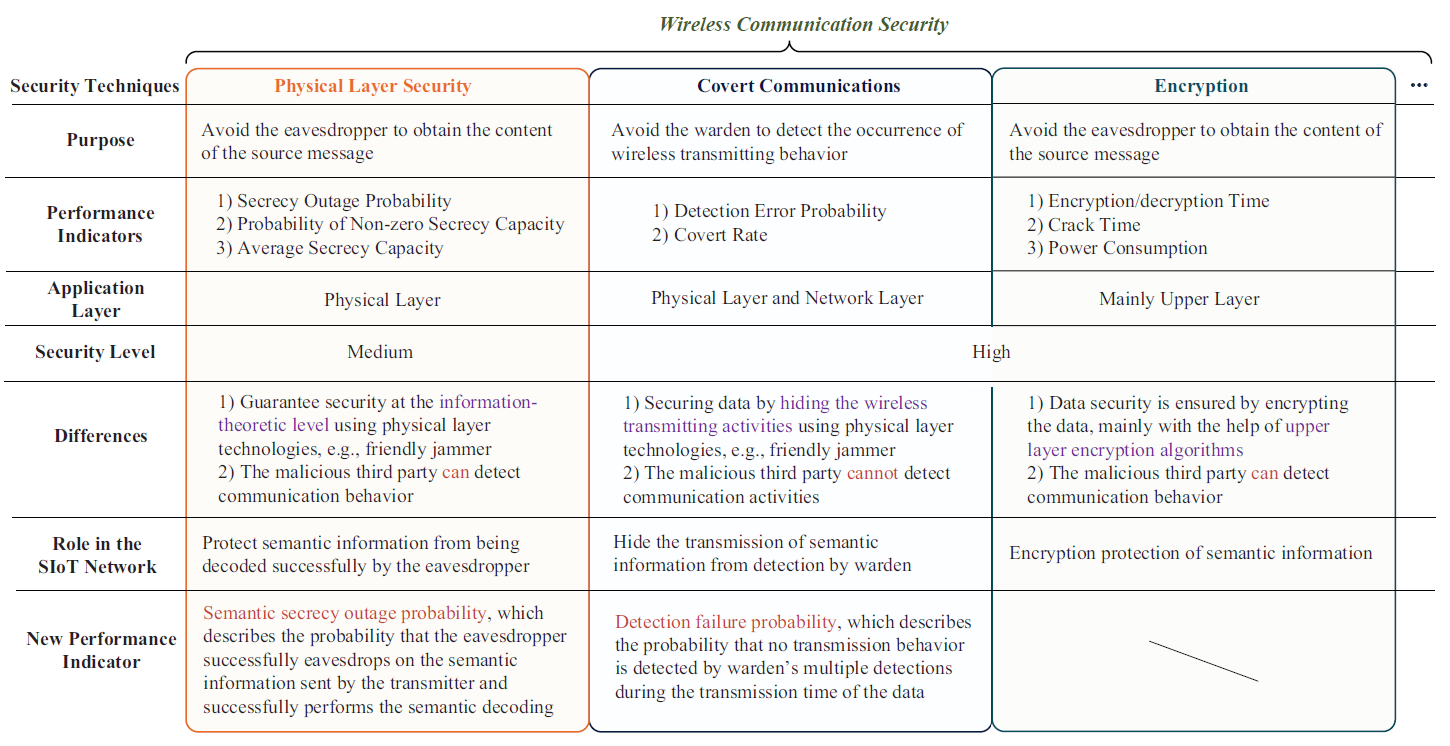 Wireless Communication Security
Security Techniques
Physical Layer Security
Covert Communications
Encryption
...
Purpose
Avoid the eavesdropper to obtain the content
of the source message
Avoid the warden to detect the occurrence of
wireless transmitting behavior
Avoid the eavesdropper to obtain the content of
the source message
Performance
Indicators
1) Secrecy Outage Probability
2) Probability of Non-zero Secrecy Capacity
3) Average Secrecy Capacity
1) Detection Error Probability
2) Covert Rate
1) Encryption/decryption Time
2) Crack Time
3) Power Consumption
Application
Layer
Physical Layer
Physical Layer and Network Layer
Mainly Upper Layer
Security Level
Medium
High
Differences
1) Guarantee security at the information-
theoretic level using physical layer
technologies, e.g., friendly jammer
2) The malicious third party can detect
communication behavior
1) Securing data by hiding the wireless
transmitting activities using physical layer
technologies, e.g., friendly jammer
2) The malicious third party cannot detect
communication activities
1) Data security is ensured by encrypting
the data, mainly with the help of upper
layer encryption algorithms
2) The malicious third party can detect
communication behavior
Role in the
SIoT Network
Protect semantic information from being
decoded successfully by the eavesdropper
Hide the transmission of semantic
information from detection by warden
Encryption protection of semantic information
New Performance
Indicator
Semantic secrecy outage probability, which
describes the probability that the eavesdropper
successfully eavesdrops on the semantic
information sent by the transmitter and
successfully performs the semantic decoding
Detection failure probability, which describes
the probability that no transmission behavior
is detected by warden's multiple detections
during the transmission time of the data